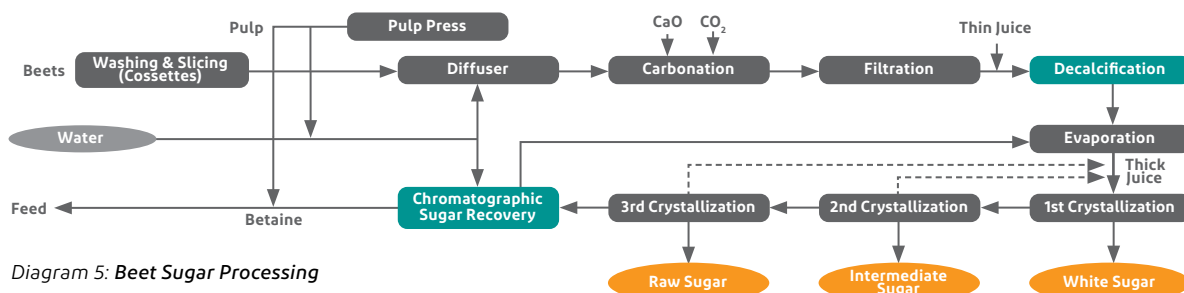 Pulp
Pulp Press
CaO
CO₂
Thin Juice
Beets
Washing & Slicing
(Cossettes)
Diffuser
Carbonation
Filtration
Decalcification
Water
Evaporation
Thick
Juice
Feed
Betaine
Chromatographic
Sugar Recovery
3rd Crystallization
2nd Crystallization
1st Crystallization
Raw Sugar
Intermediate
Sugar
White Sugar
Diagram 5: Beet Sugar Processing